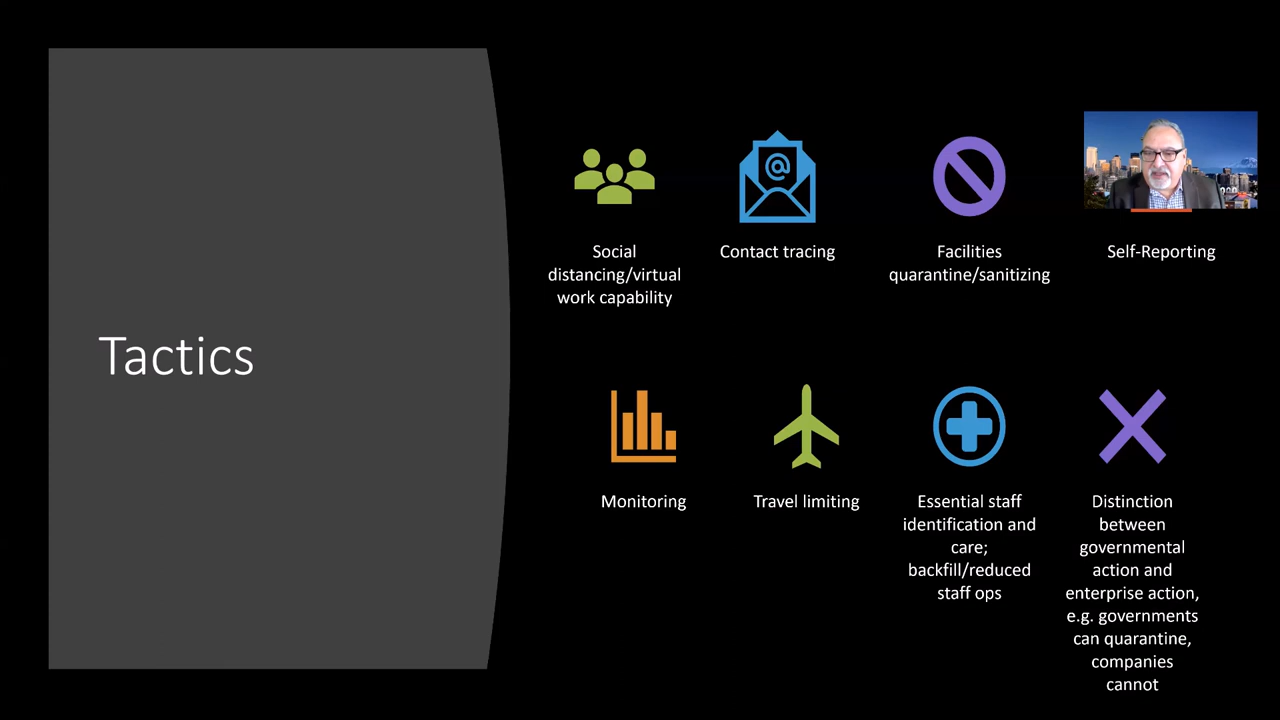 Tactics
Social
distancing/virtual
work capability
Contact tracing
Facilities
quarantine/sanitizing
Self-Reporting
Monitoring
Travel limiting
Essential staff
identification and
care;
backfill/reduced
staff ops
Distinction
between
governmental
action and
enterprise action,
e.g. governments
can quarantine,
companies
cannot